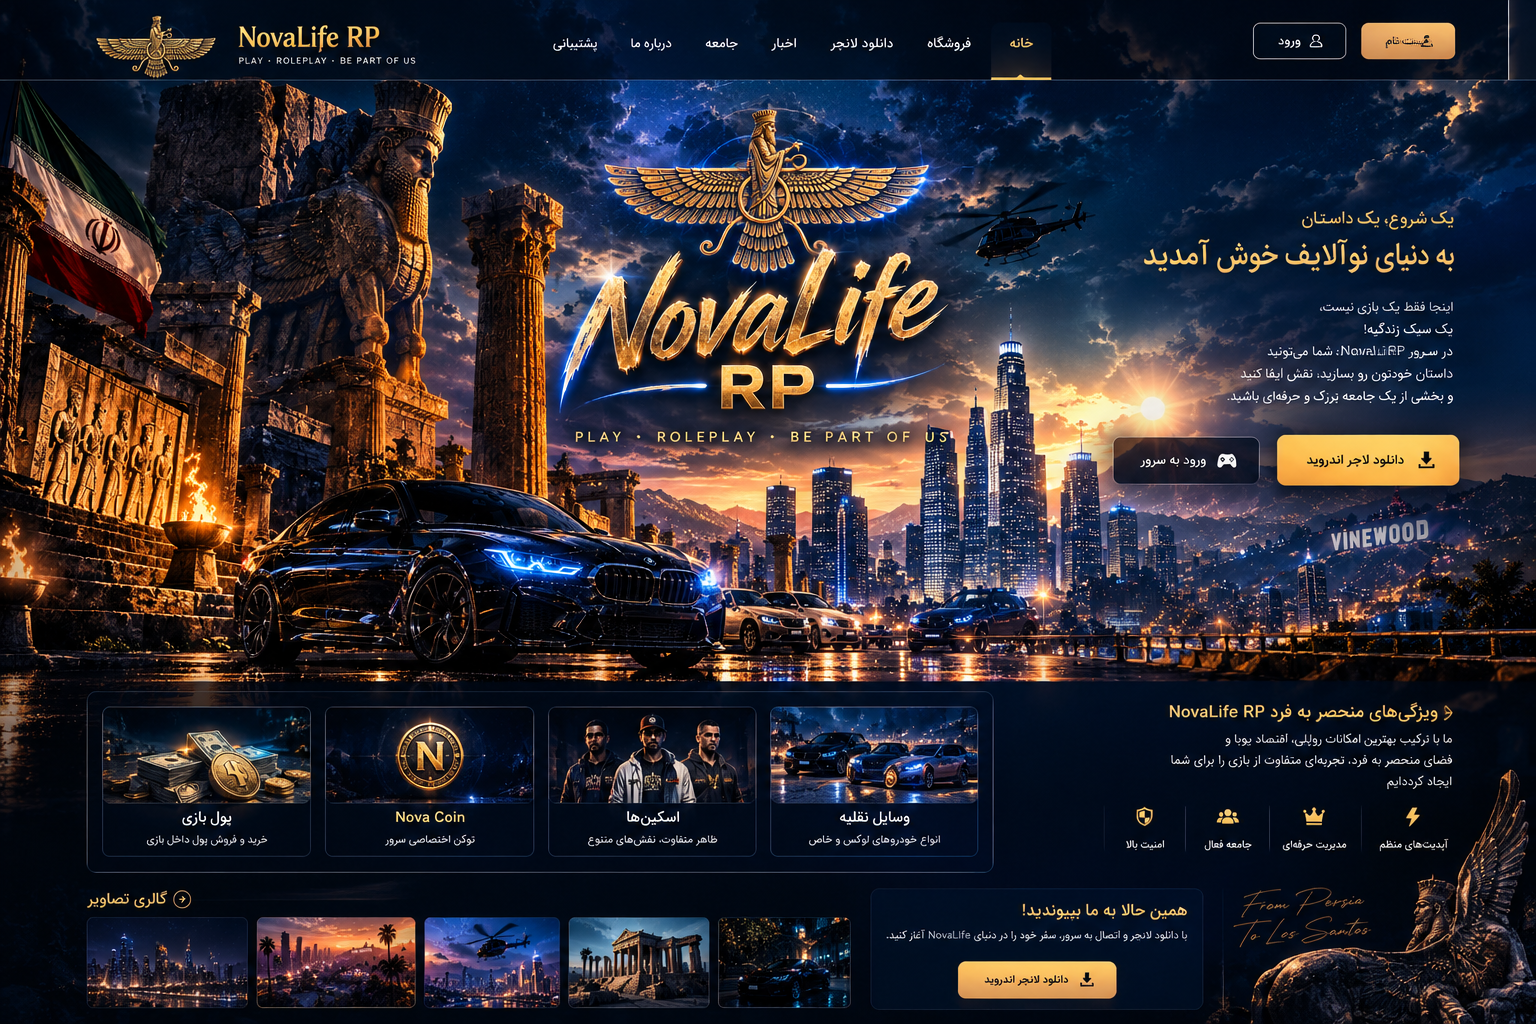 NovaLife RP
PLAY · ROLEPLAY · BE PART OF US
خانه
فروشگاه
دانلود لانچر
اخبار
جامعه
درباره ما
پشتیبانی
ورود
NovaLife
RP
PLAY · ROLEPLAY · BE PART OF US
یک شروع، یک داستان
به دنیای نوآلایف خوش آمدید
اینجا فقط یک بازی نیست،
یک سبک زندگیه!
در سرور شما می‌تونید
داستان خودتون رو بسازید، نقش ایفا کنید
و بخشی از یک جامعه بزرگ و حرفه‌ای باشید.
دانلود لاجر اندروید
ورود به سرور
VINEWOOD
ویژگی‌های منحصر به فرد NovaLife RP
ما با ترکیب بهترین امکانات رولپلی، اقتصاد پویا و
فضای منحصر به فرد، تجربه‌ای متفاوت از بازی را برای شما
ایجاد کرده‌ایم
آپدیت‌های منظم
مدیریت حرفه‌ای
جامعه فعال
امنیت بالا
وسایل نقلیه
انواع خودروهای لوکس و خاص
اسکین‌ها
ظاهر متفاوت، نقش‌های متنوع
N
Nova Coin
توکن اختصاصی سرور
پول بازی
خرید و فروش پول داخل بازی
گالری تصاویر
همین حالا به ما بپیوندید!
با دانلود لانچر و اتصال به سرور، سفر خود را در دنیای NovaLife آغاز کنید.
دانلود لانجر اندروید
From Persia
To Los Santos